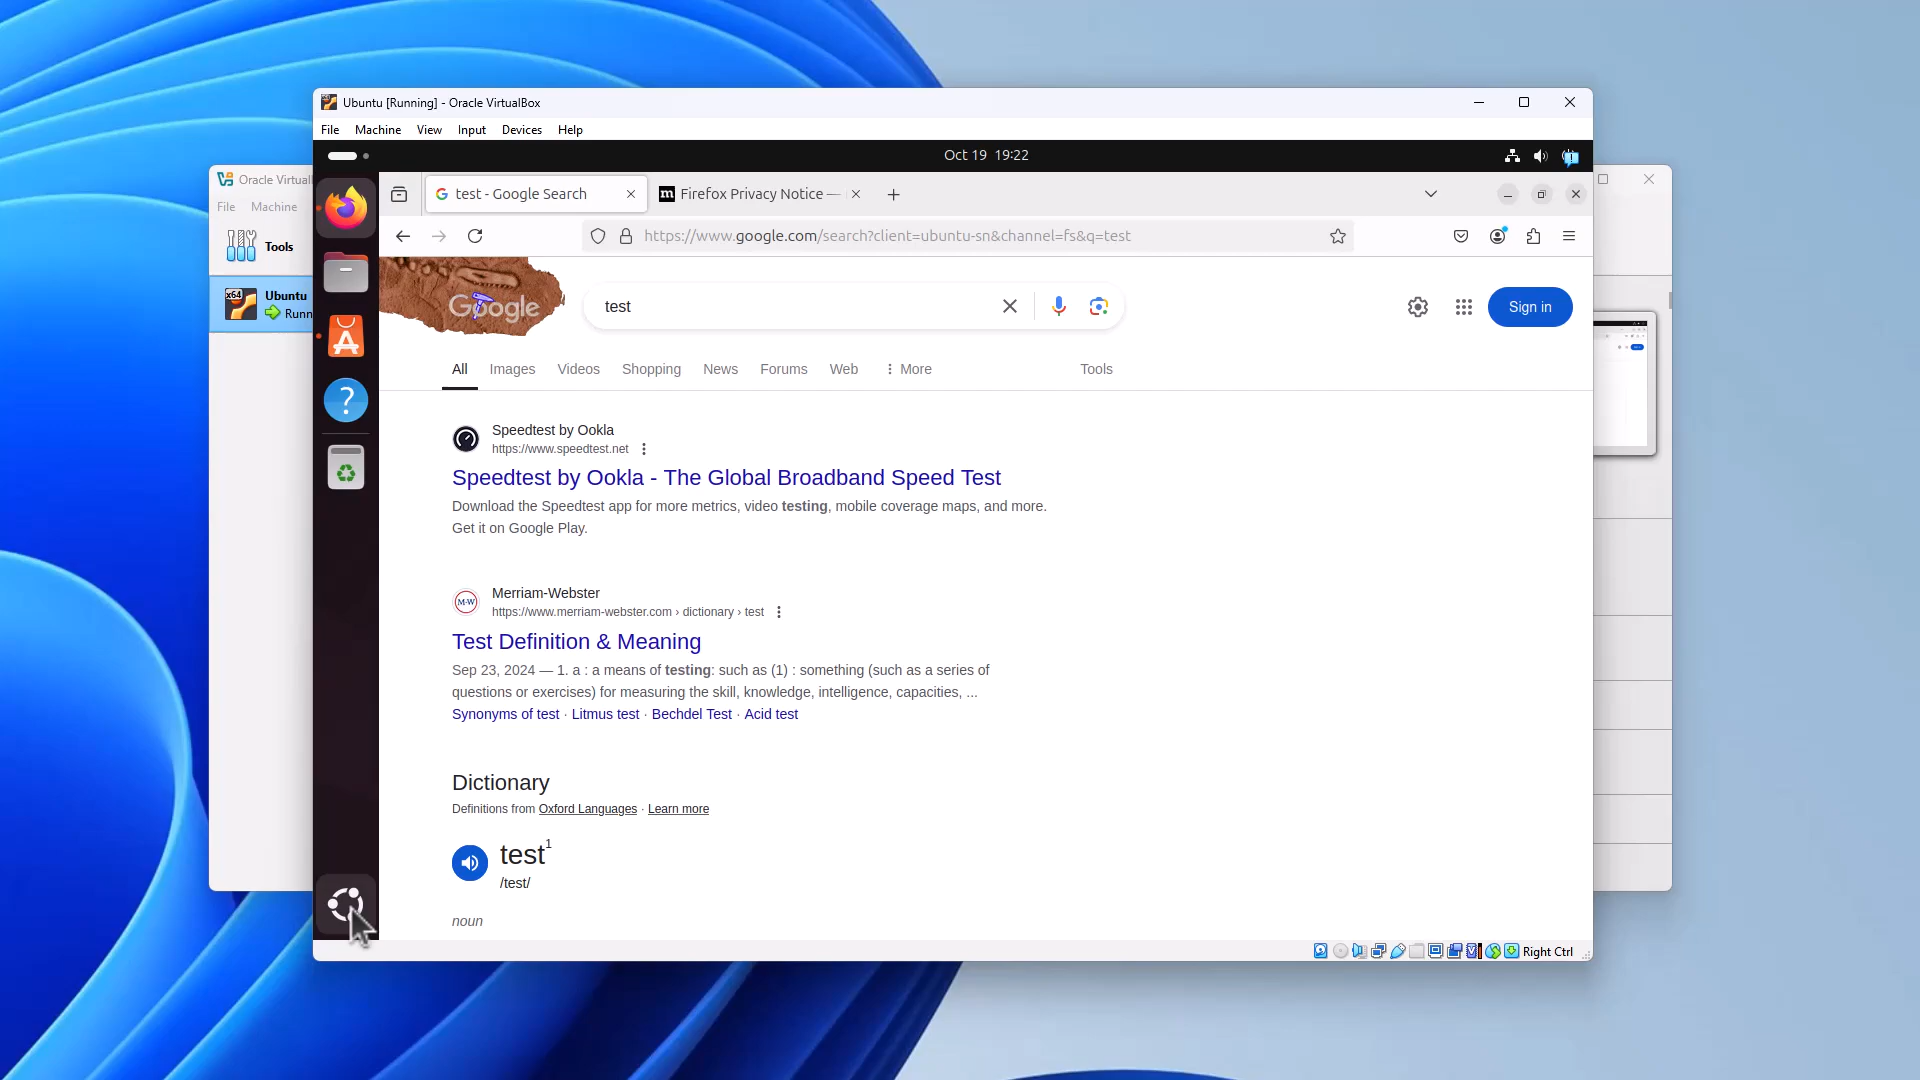 Ubuntu [Running] - Oracle VirtualBox
File Machine View Input Devices Help
Oct 19 19:22
Oracle Virtual
File Machine
Tools
x64
Ubuntu
Runn
test - Google Search
Firefox Privacy Notice —
https://www.google.com/search?client=ubuntu-sn&channel=fs&q=test
Google
test
Sign in
All Images Videos Shopping News Forums Web More Tools
Speedtest by Ookla
https://www.speedtest.net
Speedtest by Ookla - The Global Broadband Speed Test
Download the Speedtest app for more metrics, video testing, mobile coverage maps, and more.
Get it on Google Play.
M-W
Merriam-Webster
https://www.merriam-webster.com › dictionary › test
Test Definition & Meaning
Sep 23, 2024 — 1. a : a means of testing: such as (1) : something (such as a series of
questions or exercises) for measuring the skill, knowledge, intelligence, capacities, ...
Synonyms of test · Litmus test · Bechdel Test · Acid test
Dictionary
Definitions from Oxford Languages · Learn more
test1
/test/
noun
Right Ctrl